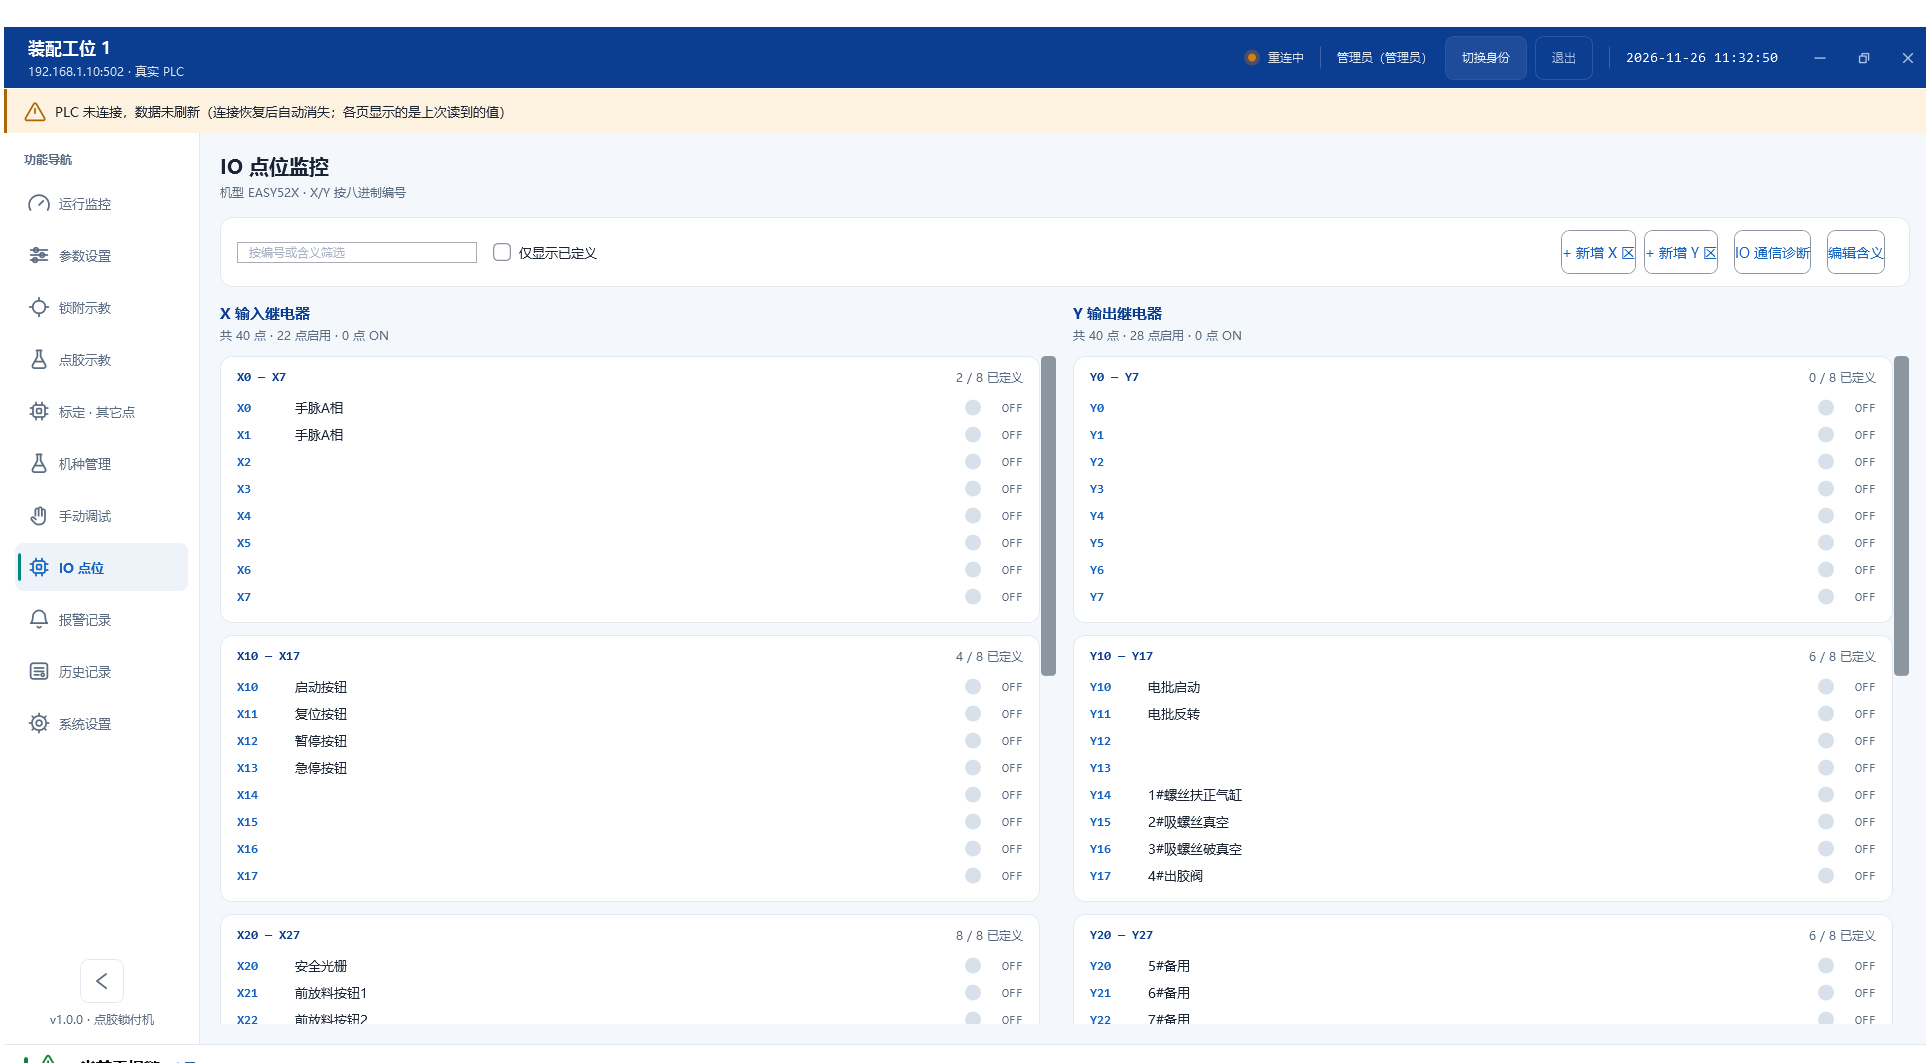 装配工位 1
192.168.1.10:502 · 真实 PLC
重连中
管理员（管理员）
切换身份
退出
2026-11-26 11:32:50
PLC 未连接，数据未刷新（连接恢复后自动消失；各页显示的是上次读到的值）
功能导航
运行监控
参数设置
锁附示教
点胶示教
标定 · 其它点
机种管理
手动调试
IO 点位
报警记录
历史记录
系统设置
v1.0.0 · 点胶锁付机
IO 点位监控
机型 EASY52X · X/Y 按八进制编号
按编号或含义筛选
仅显示已定义
+ 新增 X 区
+ 新增 Y 区
IO 通信诊断
编辑含义
X 输入继电器
共 40 点 · 22 点启用 · 0 点 ON
X0 — X7 2 / 8 已定义
X0 手脉A相 OFF
X1 手脉A相 OFF
X2 OFF
X3 OFF
X4 OFF
X5 OFF
X6 OFF
X7 OFF
X10 — X17 4 / 8 已定义
X10 启动按钮 OFF
X11 复位按钮 OFF
X12 暂停按钮 OFF
X13 急停按钮 OFF
X14 OFF
X15 OFF
X16 OFF
X17 OFF
X20 — X27 8 / 8 已定义
X20 安全光栅 OFF
X21 前放料按钮1 OFF
X22 前放料按钮2 OFF
Y 输出继电器
共 40 点 · 28 点启用 · 0 点 ON
Y0 — Y7 0 / 8 已定义
Y0 OFF
Y1 OFF
Y2 OFF
Y3 OFF
Y4 OFF
Y5 OFF
Y6 OFF
Y7 OFF
Y10 — Y17 6 / 8 已定义
Y10 电批启动 OFF
Y11 电批反转 OFF
Y12 OFF
Y13 OFF
Y14 1#螺丝扶正气缸 OFF
Y15 2#吸螺丝真空 OFF
Y16 3#吸螺丝破真空 OFF
Y17 4#出胶阀 OFF
Y20 — Y27 6 / 8 已定义
Y20 5#备用 OFF
Y21 6#备用 OFF
Y22 7#备用 OFF